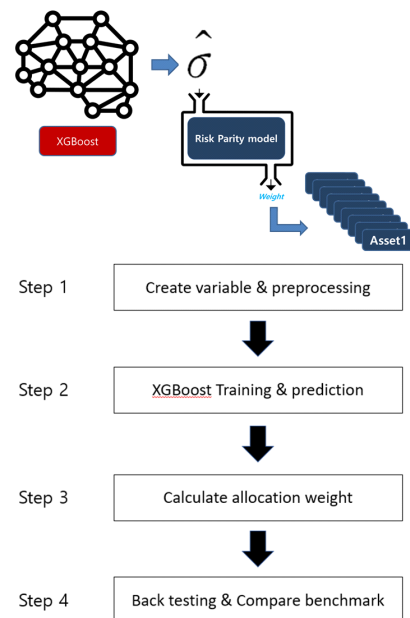 σ̂
XGBoost
Risk Parity model
Weight
Asset1
Step 1
Create variable & preprocessing
Step 2
XGBoost Training & prediction
Step 3
Calculate allocation weight
Step 4
Back testing & Compare benchmark